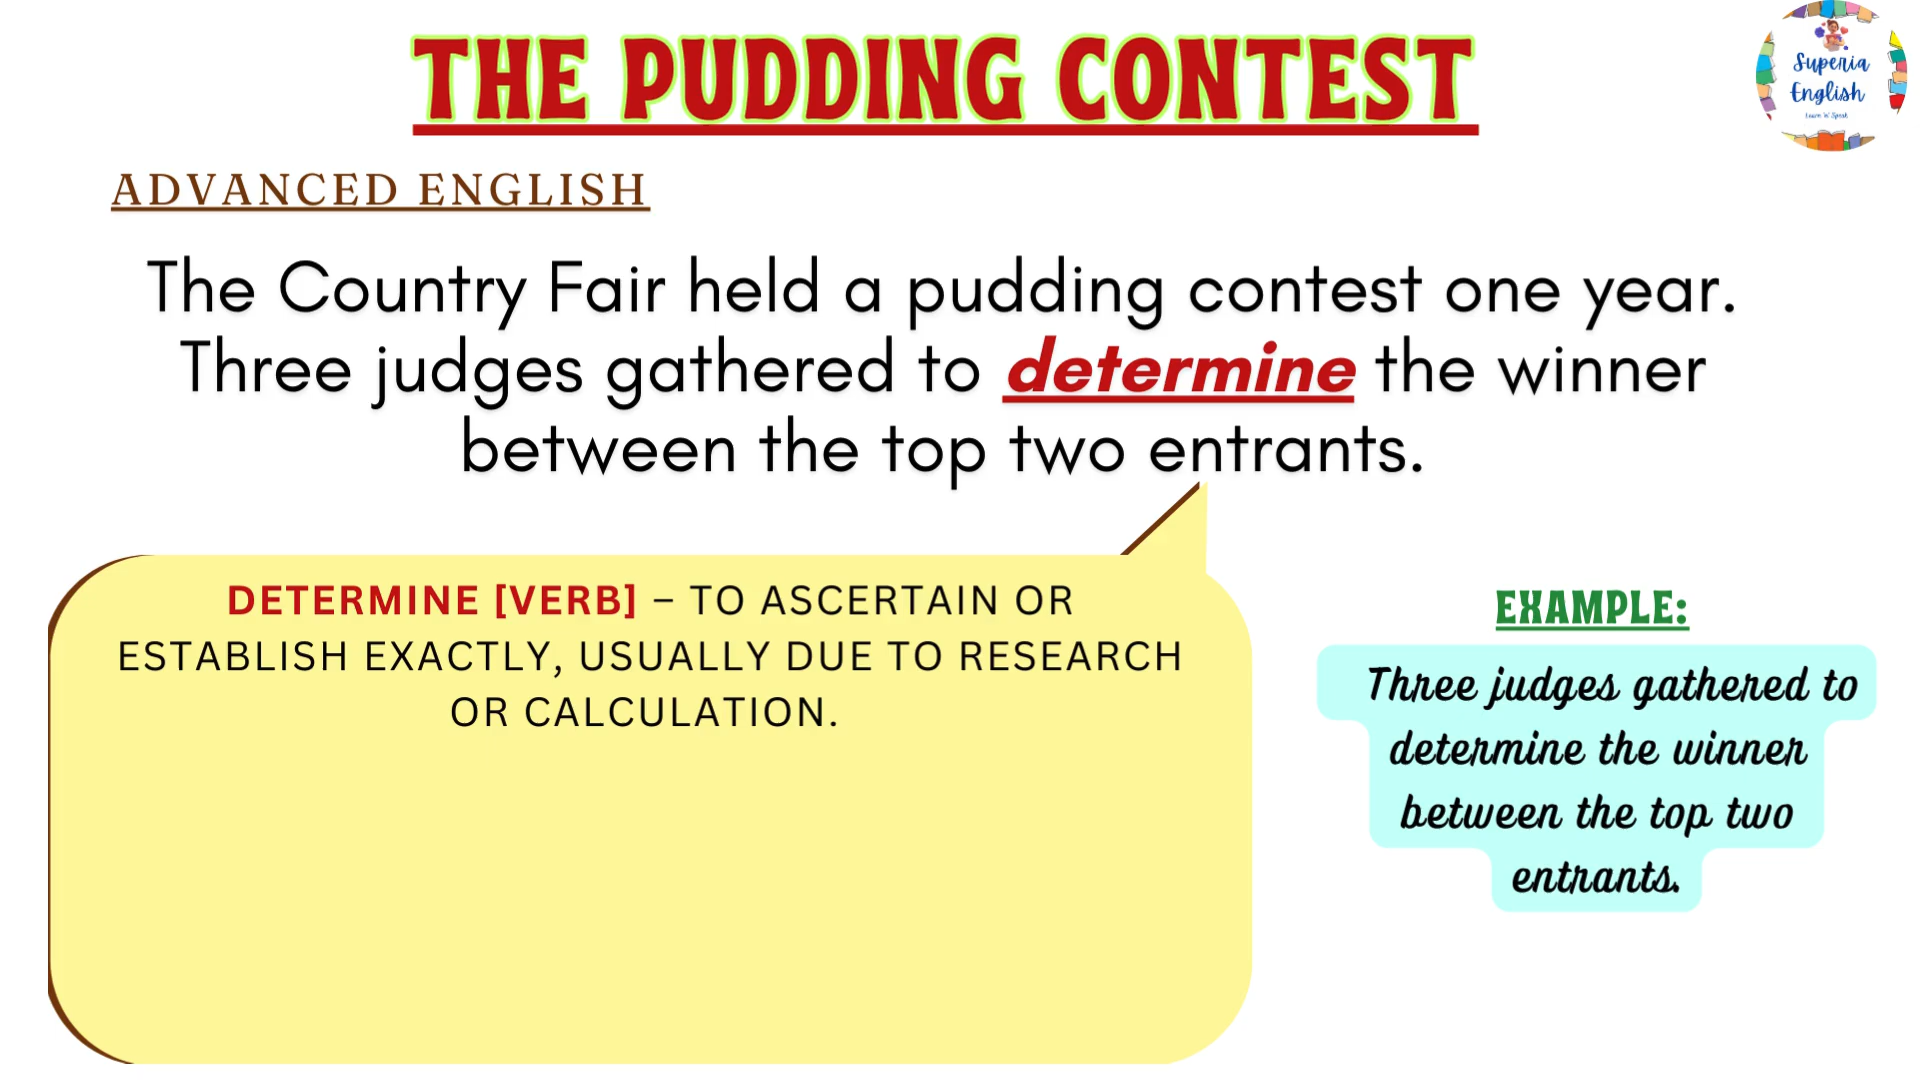 THE PUDDING CONTEST
Superia
English
Learn 'n' Speak
ADVANCED ENGLISH
The Country Fair held a pudding contest one year.
Three judges gathered to determine the winner
between the top two entrants.
DETERMINE [VERB] – TO ASCERTAIN OR
ESTABLISH EXACTLY, USUALLY DUE TO RESEARCH
OR CALCULATION.
EXAMPLE:
Three judges gathered to
determine the winner
between the top two
entrants.